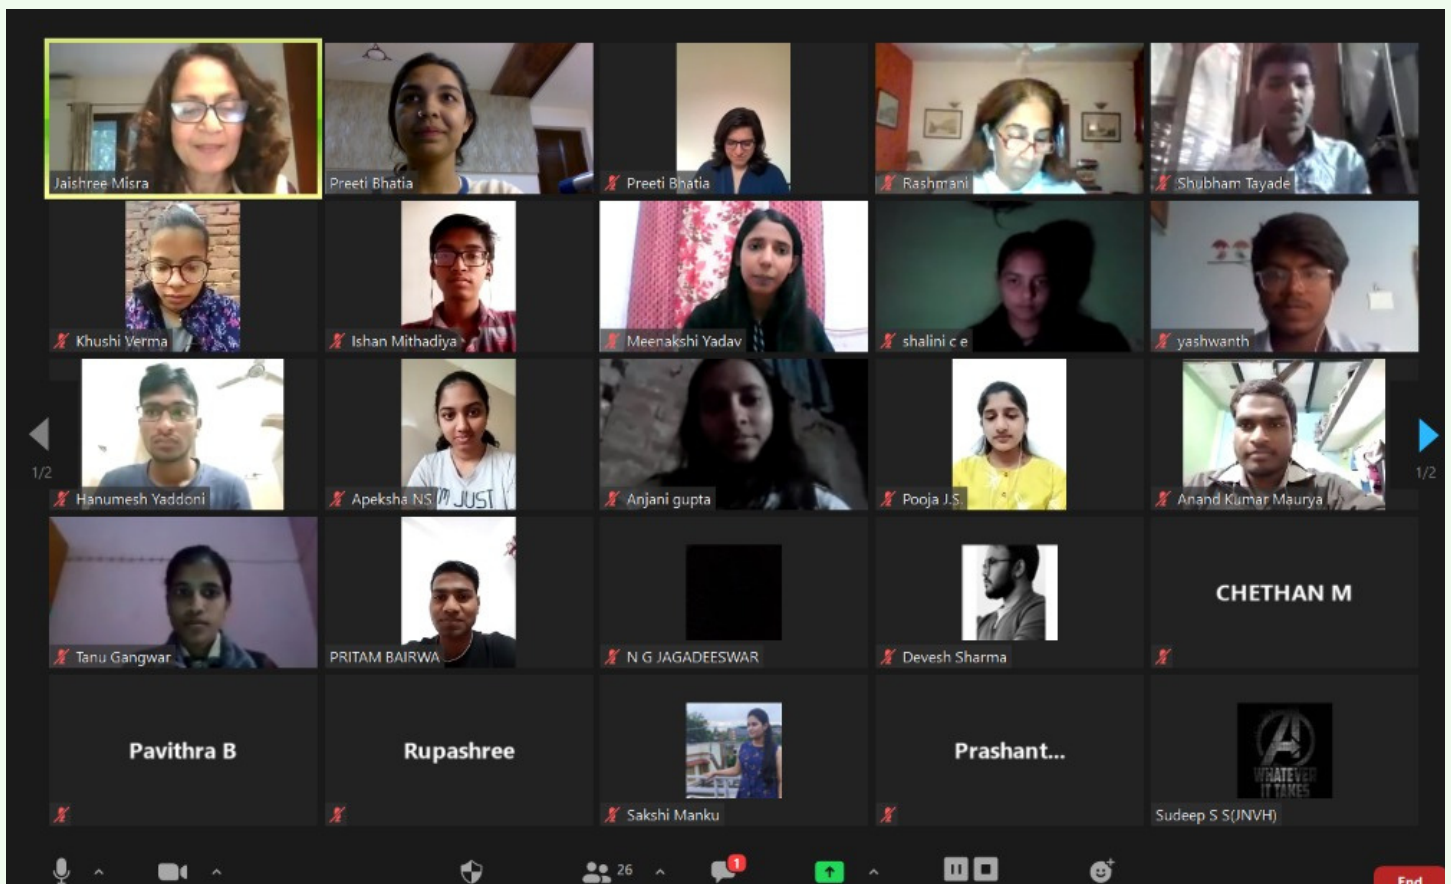 Jaishree Misra
Preeti Bhatia
Preeti Bhatia
Rashmani
Shubham Tayade
Khushi Verma
Ishan Mithadiya
Meenakshi Yadav
shalini c e
yashwanth
1/2
Hanumesh Yaddoni
Apeksha NS
I'M JUST
Anjani gupta
Pooja J.S.
Anand Kumar Maurya
1/2
Tanu Gangwar
PRITAM BAIRWA
N G JAGADEESWAR
Devesh Sharma
CHETHAN M
Pavithra B
Rupashree
Sakshi Manku
Prashant...
WHATEVER
IT TAKES
Sudeep S S(JNVH)
26
1
End